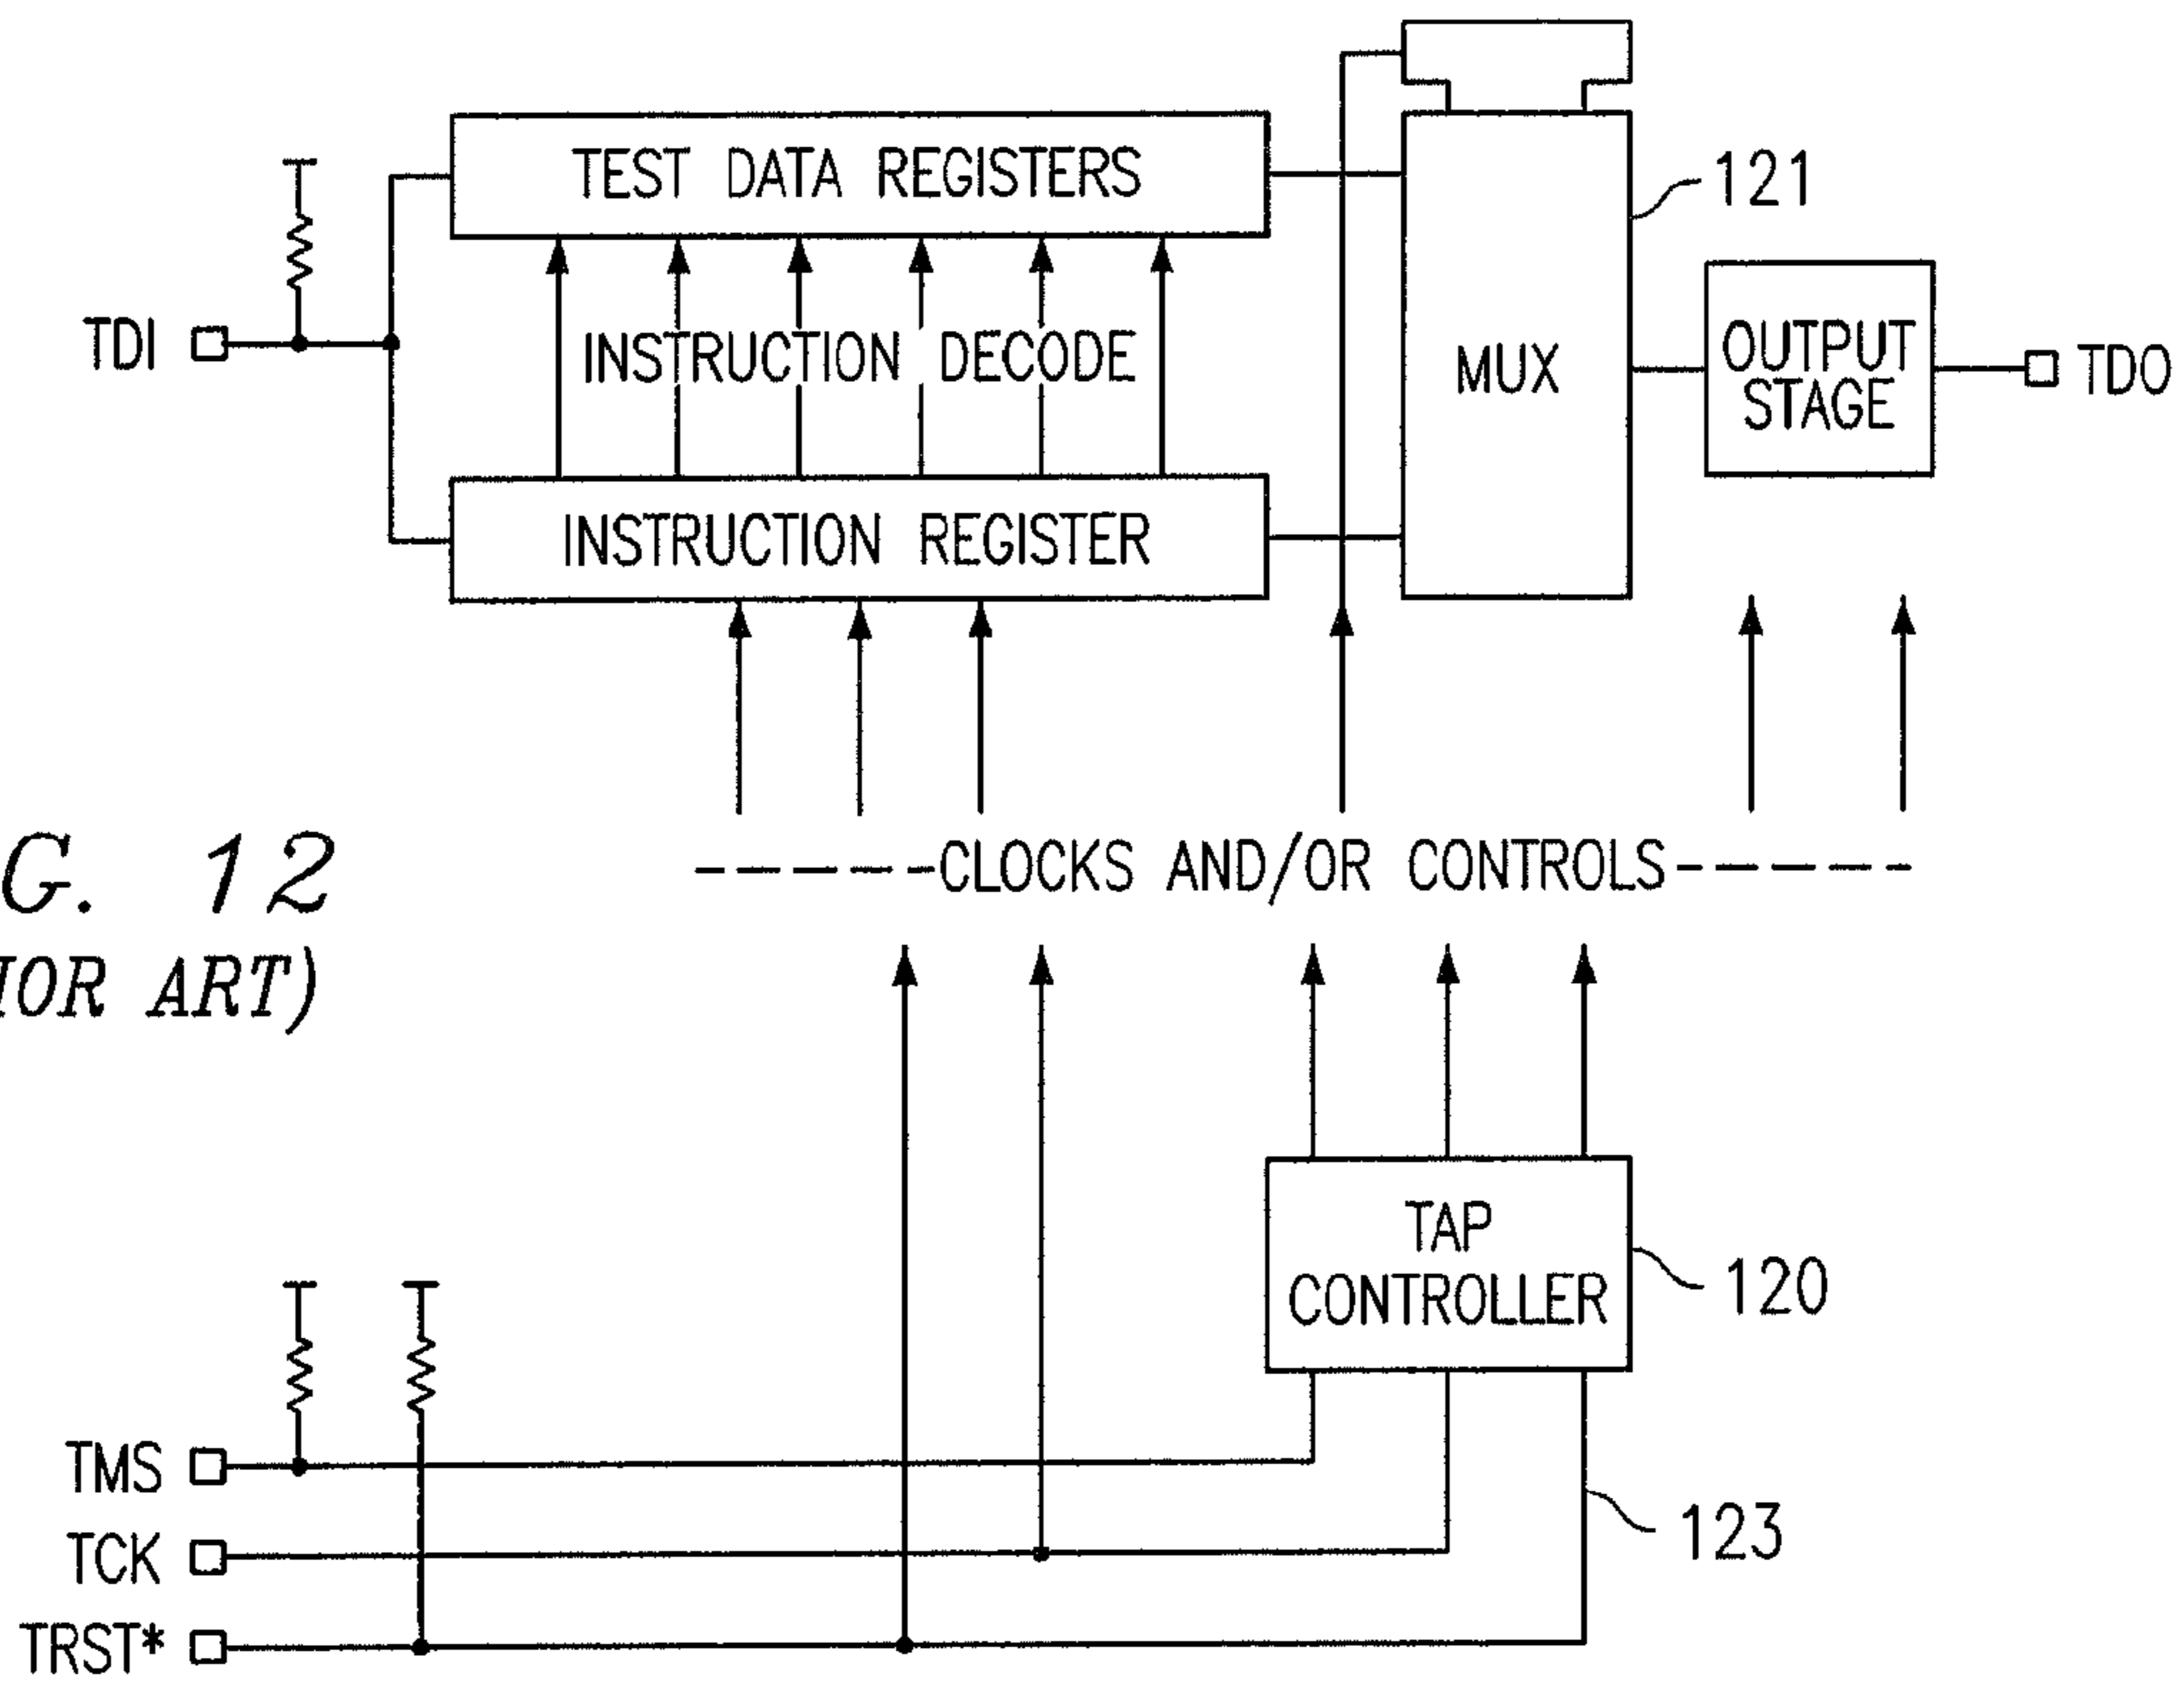 TEST DATA REGISTERS
121
TDI
INSTRUCTION DECODE
MUX
OUTPUT
STAGE
TDO
INSTRUCTION REGISTER
G. 12
IOR ART)
CLOCKS AND/OR CONTROLS
TAP
CONTROLLER
120
TMS
TCK
123
TRST*